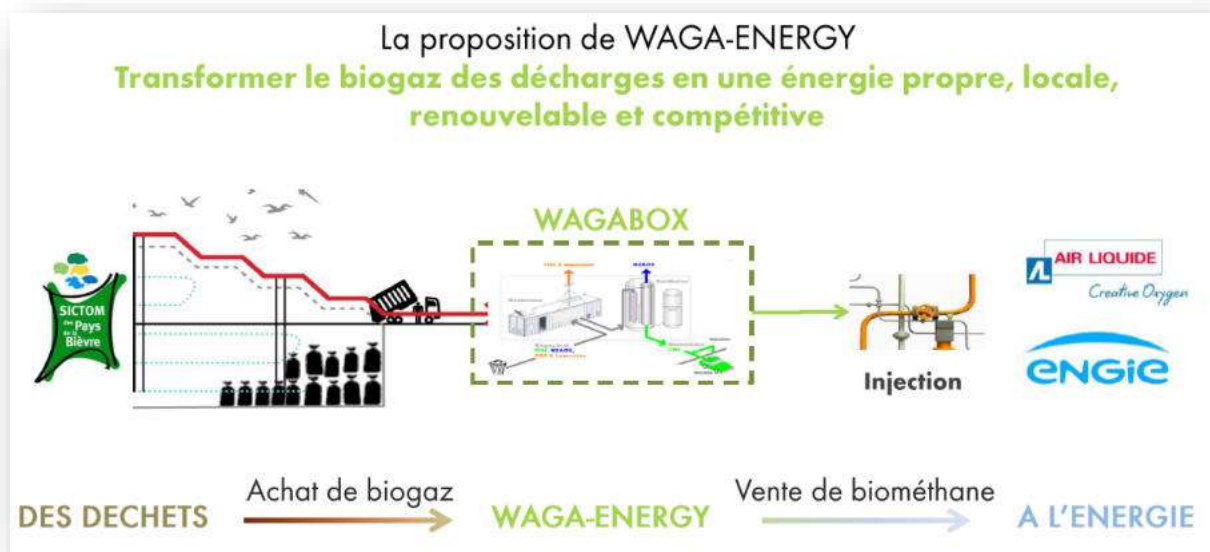 La proposition de WAGA-ENERGY
Transformer le biogaz des décharges en une énergie propre, locale,
renouvelable et compétitive
WAGABOX
SICTOM
des Pays
de la
Bièvre
AIR LIQUIDE
Creative Oxygen
Injection
ENGIE
Achat de biogaz
Vente de biométhane
DES DECHETS
WAGA-ENERGY
A L'ENERGIE